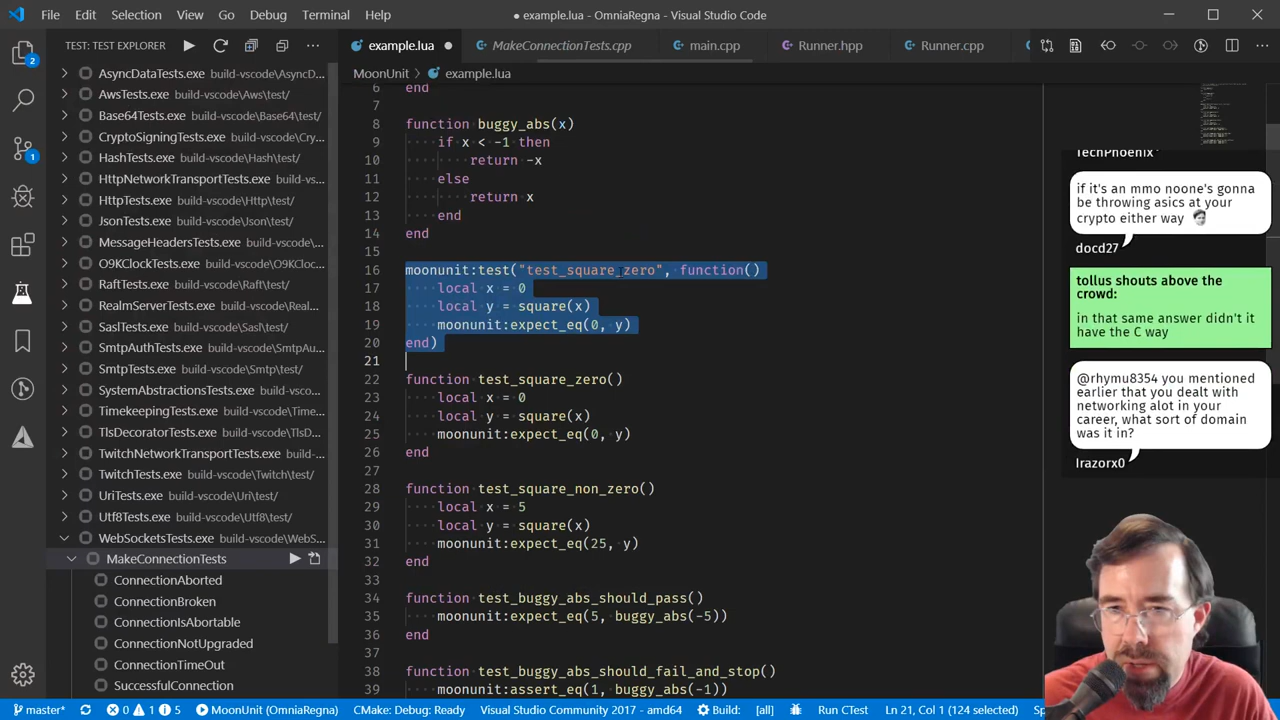 File Edit Selection View Go Debug Terminal Help
● example.lua - OmniaRegna - Visual Studio Code
TEST: TEST EXPLORER
example.lua
MakeConnectionTests.cpp
main.cpp
Runner.hpp
Runner.cpp
MoonUnit > example.lua
2
1
AsyncDataTests.exe build-vscode\AsyncD...
AwsTests.exe build-vscode\Aws\test/
Base64Tests.exe build-vscode\Base64\test/
CryptoSigningTests.exe build-vscode\Cr...
HashTests.exe build-vscode\Hash\test/
HttpNetworkTransportTests.exe build-v...
HttpTests.exe build-vscode\Http\test/
JsonTests.exe build-vscode\Json\test/
MessageHeadersTests.exe build-vscode...
O9KClockTests.exe build-vscode\O9KCl...
RaftTests.exe build-vscode\Raft\test/
RealmServerTests.exe build-vscode\Real...
SaslTests.exe build-vscode\Sasl\test/
SmtpAuthTests.exe build-vscode\SmtpAu...
SmtpTests.exe build-vscode\Smtp\test/
SystemAbstractionsTests.exe build-vsco...
TimekeepingTests.exe build-vscode\Tim...
TlsDecoratorTests.exe build-vscode\TlsD...
TwitchNetworkTransportTests.exe build...
TwitchTests.exe build-vscode\Twitch\test/
UriTests.exe build-vscode\Uri\test/
Utf8Tests.exe build-vscode\Utf8\test/
WebSocketsTests.exe build-vscode\WebS...
MakeConnectionTests
ConnectionAborted
ConnectionBroken
ConnectionIsAbortable
ConnectionNotUpgraded
ConnectionTimeOut
SuccessfulConnection
6 end
7
8 function buggy_abs(x)
9 if x < -1 then
10 return -x
11 else
12 return x
13 end
14 end
15
16 moonunit:test("test_square_zero", function()
17 local x = 0
18 local y = square(x)
19 moonunit:expect_eq(0, y)
20 end)
21
22 function test_square_zero()
23 local x = 0
24 local y = square(x)
25 moonunit:expect_eq(0, y)
26 end
27
28 function test_square_non_zero()
29 local x = 5
30 local y = square(x)
31 moonunit:expect_eq(25, y)
32 end
33
34 function test_buggy_abs_should_pass()
35 moonunit:expect_eq(5, buggy_abs(-5))
36 end
37
38 function test_buggy_abs_should_fail_and_stop()
39 moonunit:assert_eq(1, buggy_abs(-1))
TechPhoenix
if it's an mmo noone's gonna
be throwing asics at your
crypto either way
docd27
tollus shouts above the
crowd:
in that same answer didn't it
have the C way
@rhymu8354 you mentioned
earlier that you dealt with
networking alot in your
career, what sort of domain
was it in?
lrazorx0
master* 0 1 5 MoonUnit (OmniaRegna) CMake: Debug: Ready Visual Studio Community 2017 - amd64 Build: [all] Run CTest Ln 21, Col 1 (124 selected)